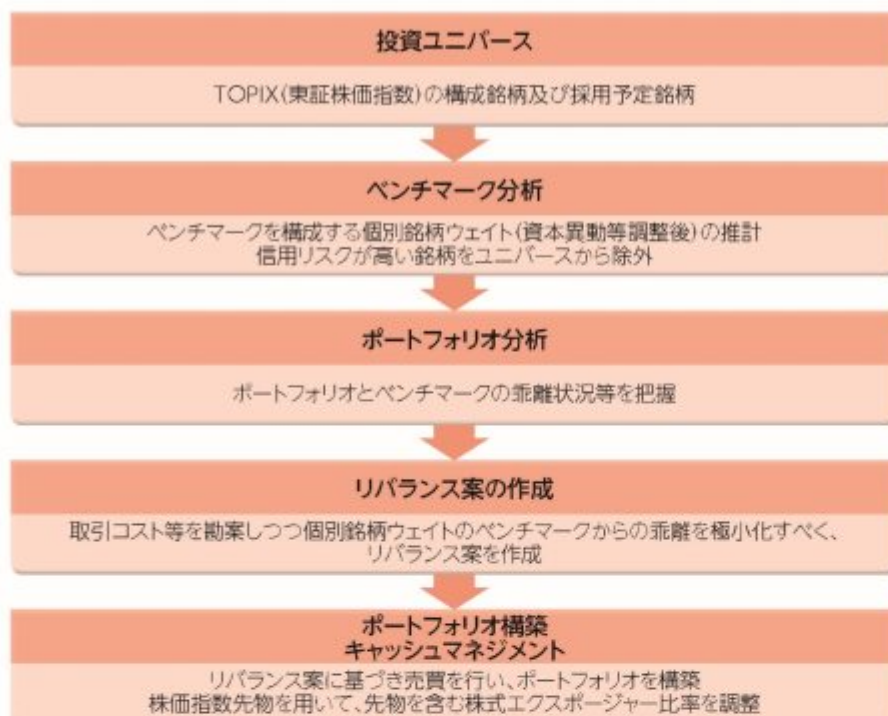 投資ユニバース
TOPIX(東証株価指数)の構成銘柄及び採用予定銘柄
ベンチマーク分析
ベンチマークを構成する個別銘柄ウェイト(資本異動等調整後)の推計
信用リスクが高い銘柄をユニバースから除外
ポートフォリオ分析
ポートフォリオとベンチマークの乖離状況等を把握
リバランス案の作成
取引コスト等を勘案しつつ個別銘柄ウェイトのベンチマークからの乖離を極小化すべく、
リバランス案を作成
ポートフォリオ構築
キャッシュマネジメント
リバランス案に基づき売買を行い、ポートフォリオを構築
株価指数先物を用いて、先物を含む株式エクスポージャー比率を調整